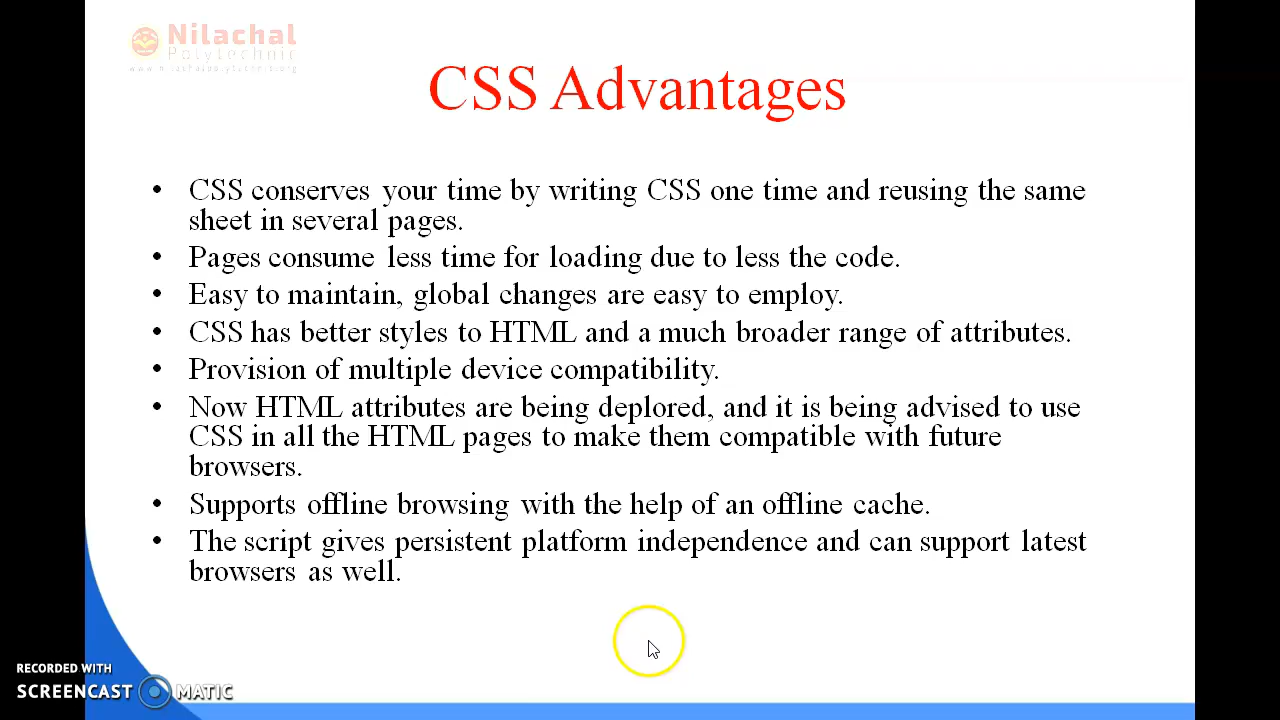 Nilachal
Polytechnic
www.nilachalpolytechnic.org
CSS Advantages
• CSS conserves your time by writing CSS one time and reusing the same
sheet in several pages.
• Pages consume less time for loading due to less the code.
• Easy to maintain, global changes are easy to employ.
• CSS has better styles to HTML and a much broader range of attributes.
• Provision of multiple device compatibility.
• Now HTML attributes are being deplored, and it is being advised to use
CSS in all the HTML pages to make them compatible with future
browsers.
• Supports offline browsing with the help of an offline cache.
• The script gives persistent platform independence and can support latest
browsers as well.
RECORDED WITH
SCREENCAST MATIC